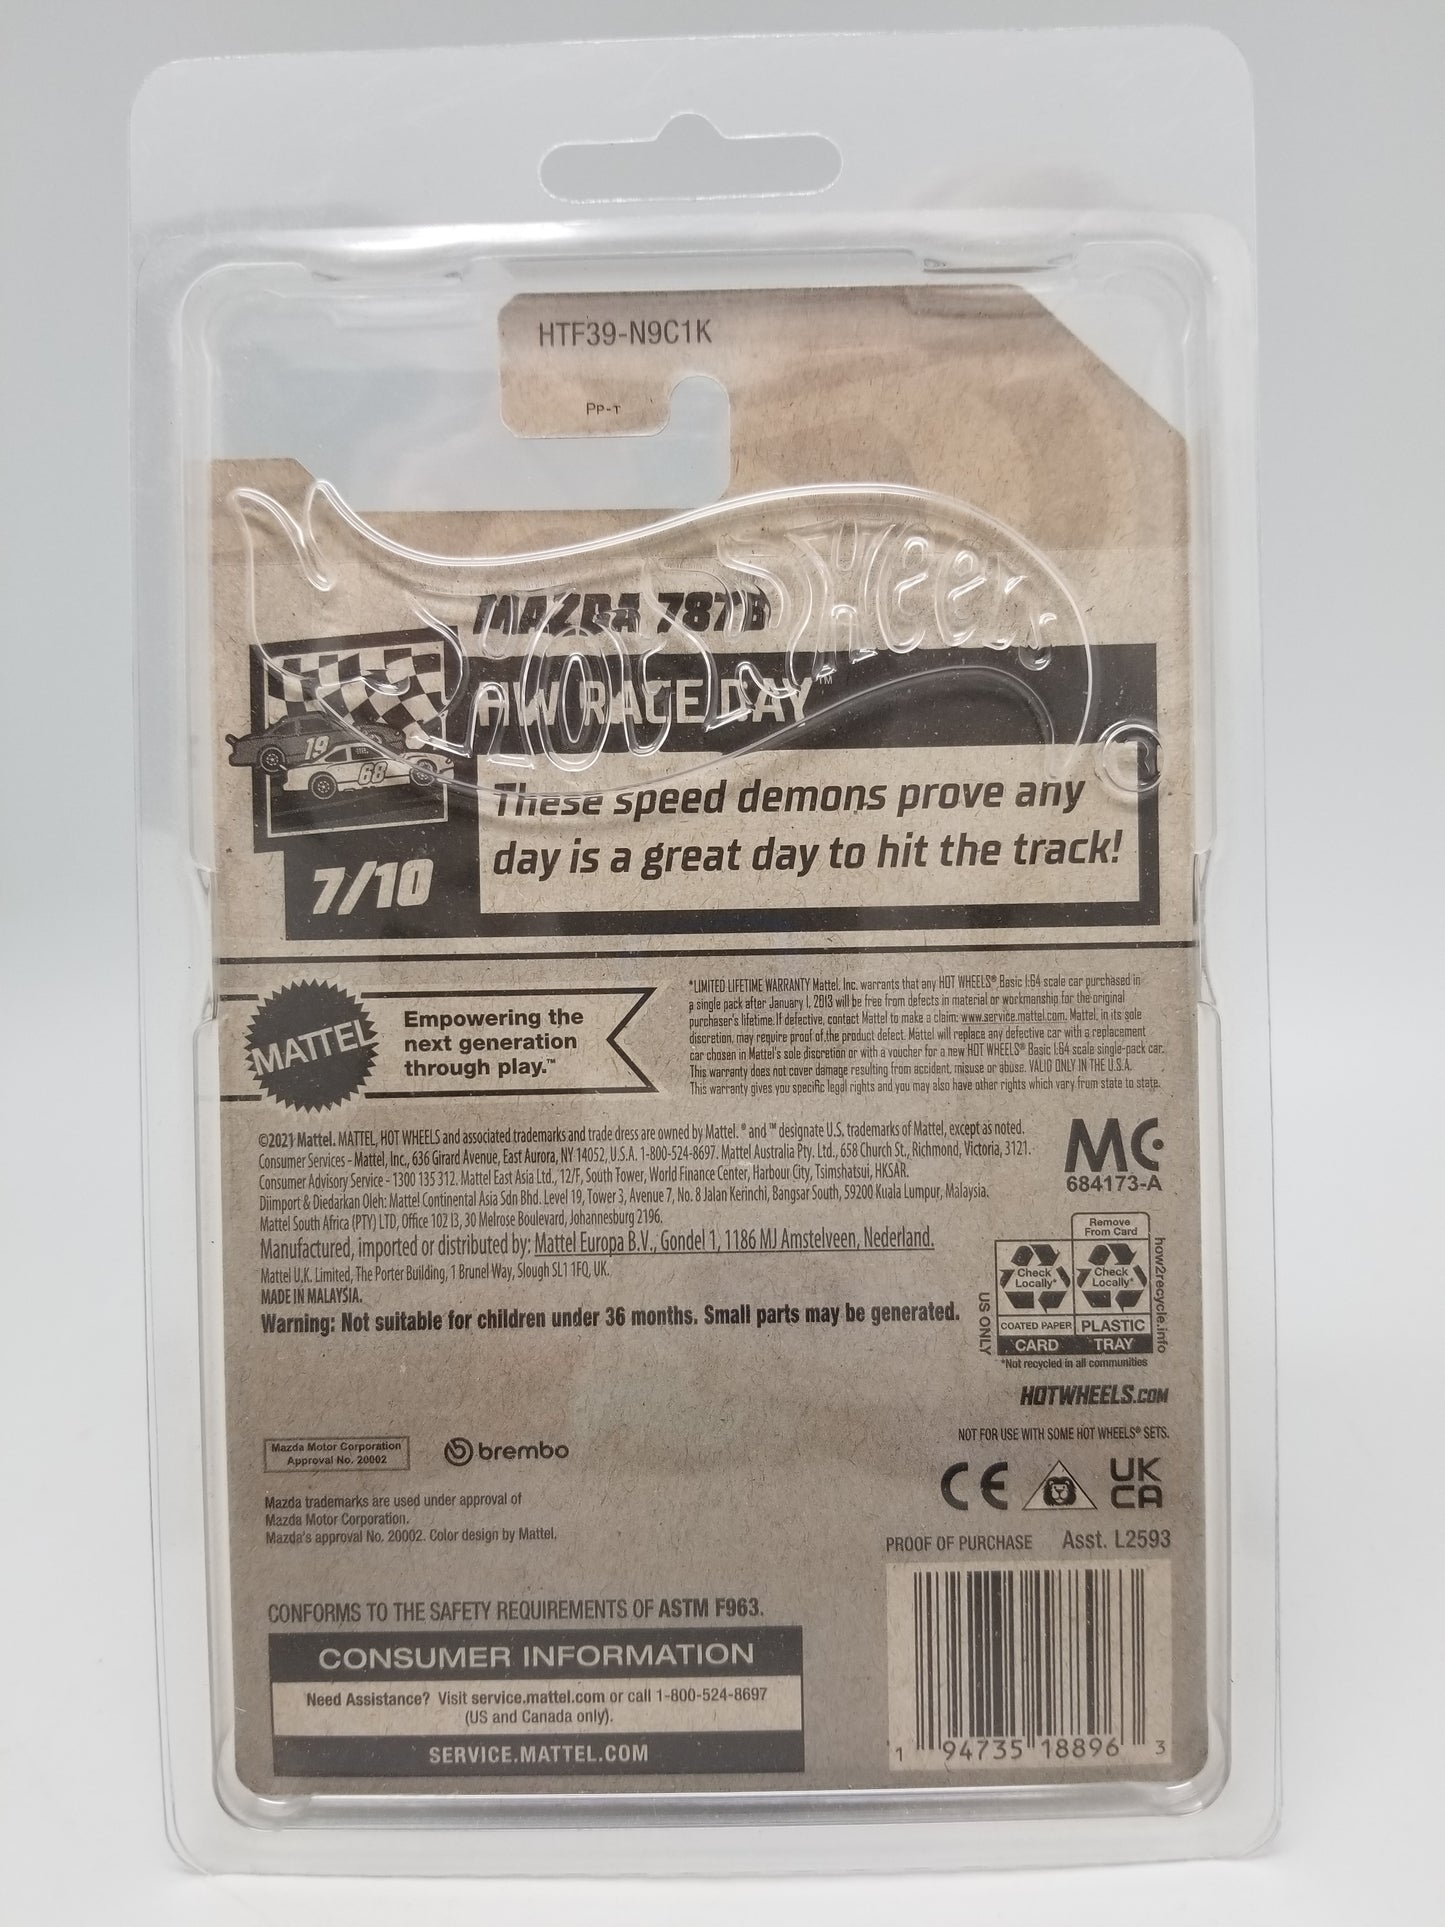 HTF39-N9C1K
PP-T
MAZDA 787B
Hot Wheels
HW RACE DAY™
19
68
These speed demons prove any
day is a great day to hit the track!
7/10
MATTEL
Empowering the
next generation
through play.™
*LIMITED LIFETIME WARRANTY Mattel, Inc. warrants that any HOT WHEELS® Basic 1:64 scale car purchased in
a single pack after January 1, 2013 will be free from defects in material or workmanship for the original
purchaser's lifetime. If defective, contact Mattel to make a claim: www.service.mattel.com. Mattel, in its sole
discretion, may require proof of the product defect. Mattel will replace any defective car with a replacement
car chosen in Mattel's sole discretion or with a voucher for a new HOT WHEELS® Basic 1:64 scale single-pack car.
This warranty does not cover damage resulting from accident, misuse or abuse. VALID ONLY IN THE U.S.A.
This warranty gives you specific legal rights and you may also have other rights which vary from state to state.
©2021 Mattel. MATTEL, HOT WHEELS and associated trademarks and trade dress are owned by Mattel. ® and ™ designate U.S. trademarks of Mattel, except as noted.
Consumer Services - Mattel, Inc., 636 Girard Avenue, East Aurora, NY 14052, U.S.A. 1-800-524-8697. Mattel Australia Pty. Ltd., 658 Church St., Richmond, Victoria, 3121.
Consumer Advisory Service - 1300 135 312. Mattel East Asia Ltd., 12/F, South Tower, World Finance Center, Harbour City, Tsimshatsui, HKSAR.
Diimport & Diedarkan Oleh: Mattel Continental Asia Sdn Bhd. Level 19, Tower 3, Avenue 7, No. 8 Jalan Kerinchi, Bangsar South, 59200 Kuala Lumpur, Malaysia.
Mattel South Africa (PTY) LTD, Office 102 I3, 30 Melrose Boulevard, Johannesburg 2196.
Manufactured, imported or distributed by: Mattel Europa B.V., Gondel 1, 1186 MJ Amstelveen, Nederland.
Mattel U.K. Limited, The Porter Building, 1 Brunel Way, Slough SL1 1FQ, UK.
MADE IN MALAYSIA.
Warning: Not suitable for children under 36 months. Small parts may be generated.
MC
684173-A
Remove
From Card
Check
Locally*
Check
Locally*
COATED PAPER
PLASTIC
CARD
TRAY
US ONLY
how2recycle.info
*Not recycled in all communities
HOTWHEELS.COM
NOT FOR USE WITH SOME HOT WHEELS® SETS.
Mazda Motor Corporation
Approval No. 20002
brembo
CE
UK
CA
Mazda trademarks are used under approval of
Mazda Motor Corporation.
Mazda's approval No. 20002. Color design by Mattel.
PROOF OF PURCHASE Asst. L2593
CONFORMS TO THE SAFETY REQUIREMENTS OF ASTM F963.
CONSUMER INFORMATION
Need Assistance? Visit service.mattel.com or call 1-800-524-8697
(US and Canada only).
SERVICE.MATTEL.COM
1 94735 18896 3